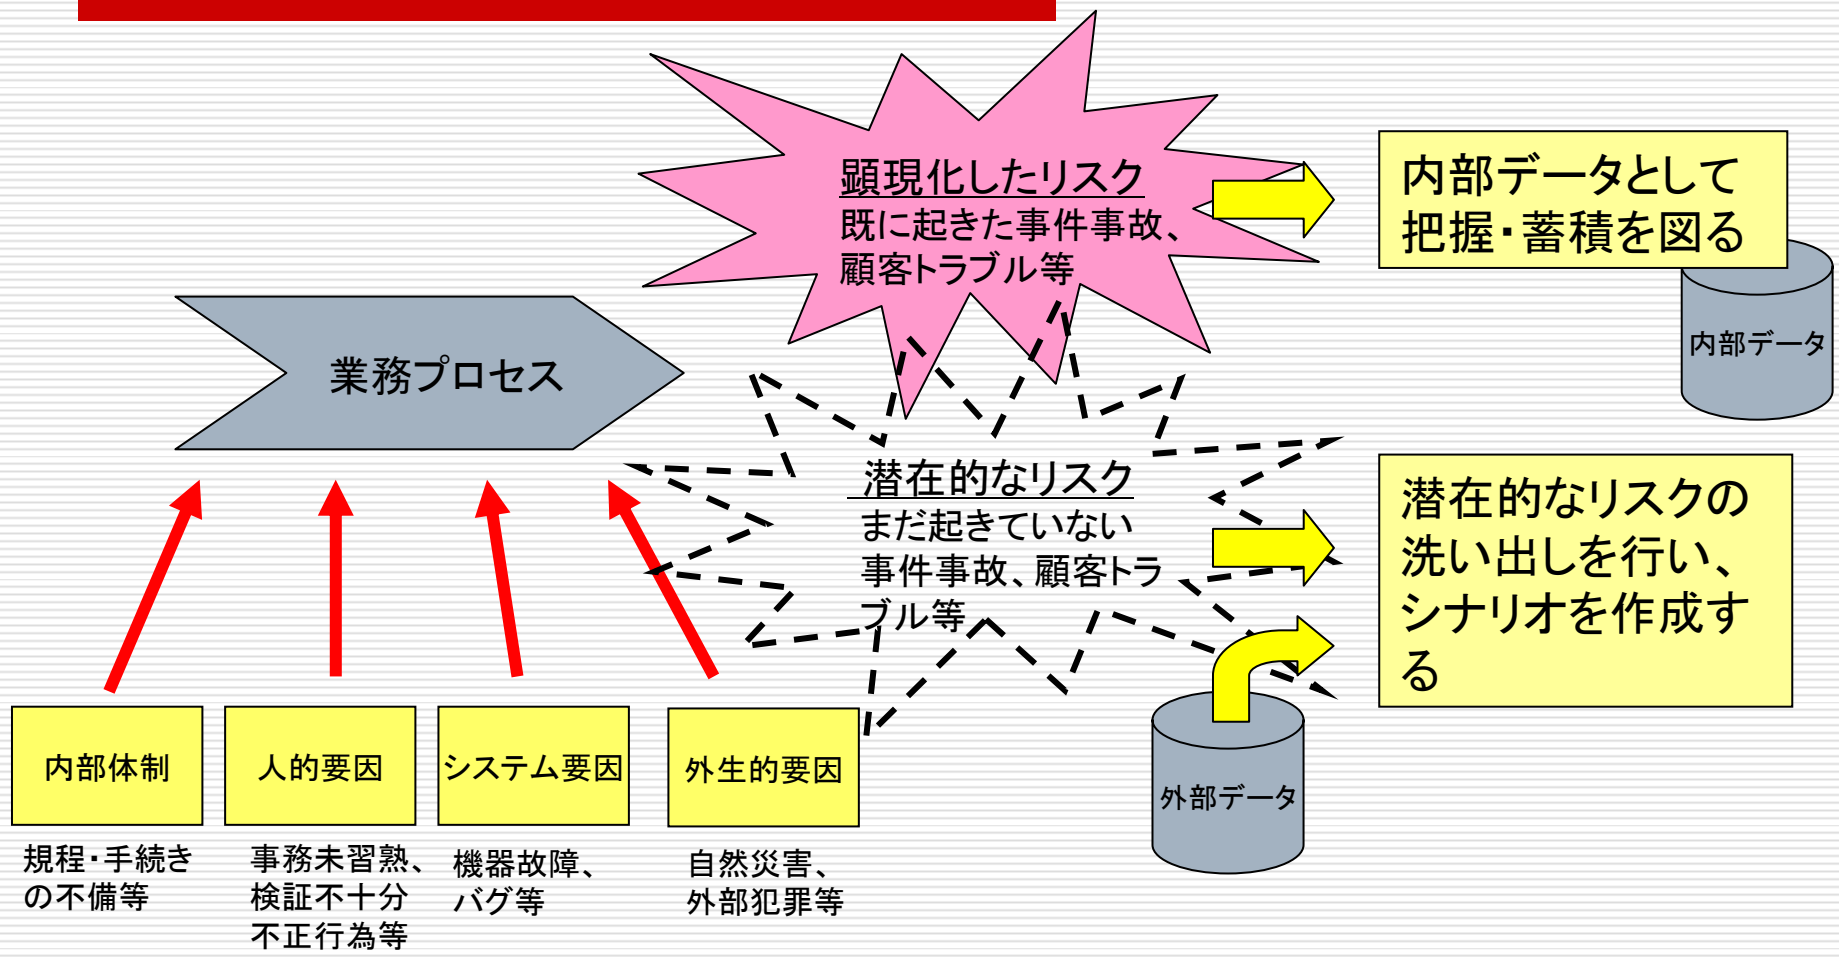 顕現化したリスク
既に起きた事件事故、
顧客トラブル等
内部データとして
把握・蓄積を図る
内部データ
業務プロセス
潜在的なリスク
まだ起きていない
事件事故、顧客トラ
ブル等
潜在的なリスクの
洗い出しを行い、
シナリオを作成す
る
外部データ
内部体制
規程・手続き
の不備等
人的要因
事務未習熟、
検証不十分
不正行為等
システム要因
機器故障、
バグ等
外生的要因
自然災害、
外部犯罪等